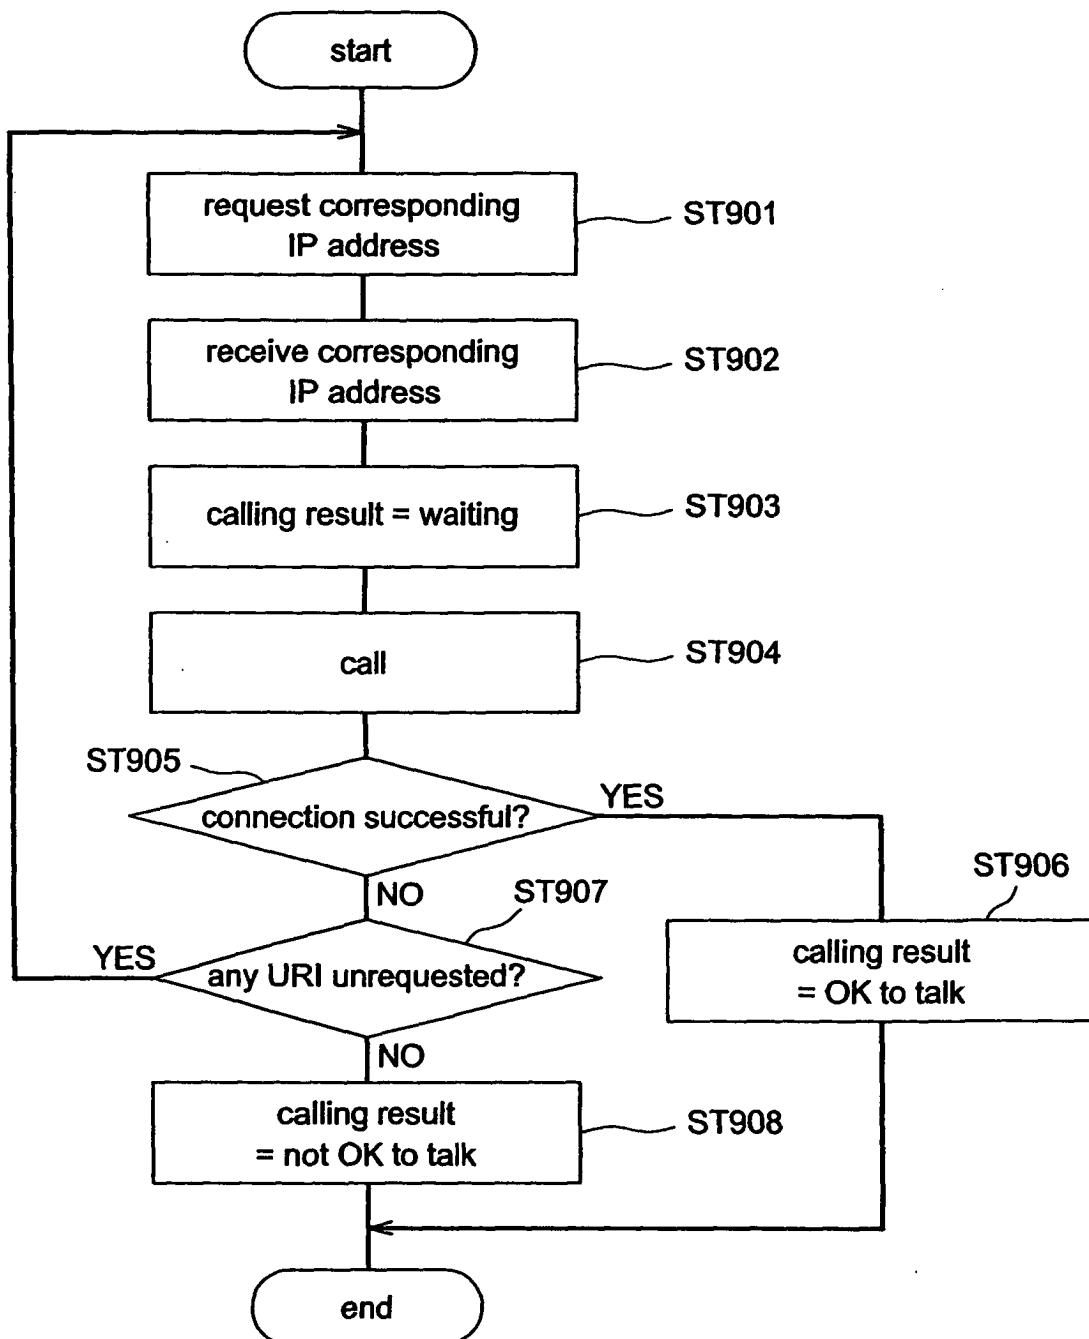 start
request corresponding
IP address
ST901
receive corresponding
IP address
ST902
calling result = waiting
ST903
call
ST904
ST905
connection successful?
YES
NO
ST906
calling result
= OK to talk
ST907
YES
any URI unrequested?
NO
calling result
= not OK to talk
ST908
end